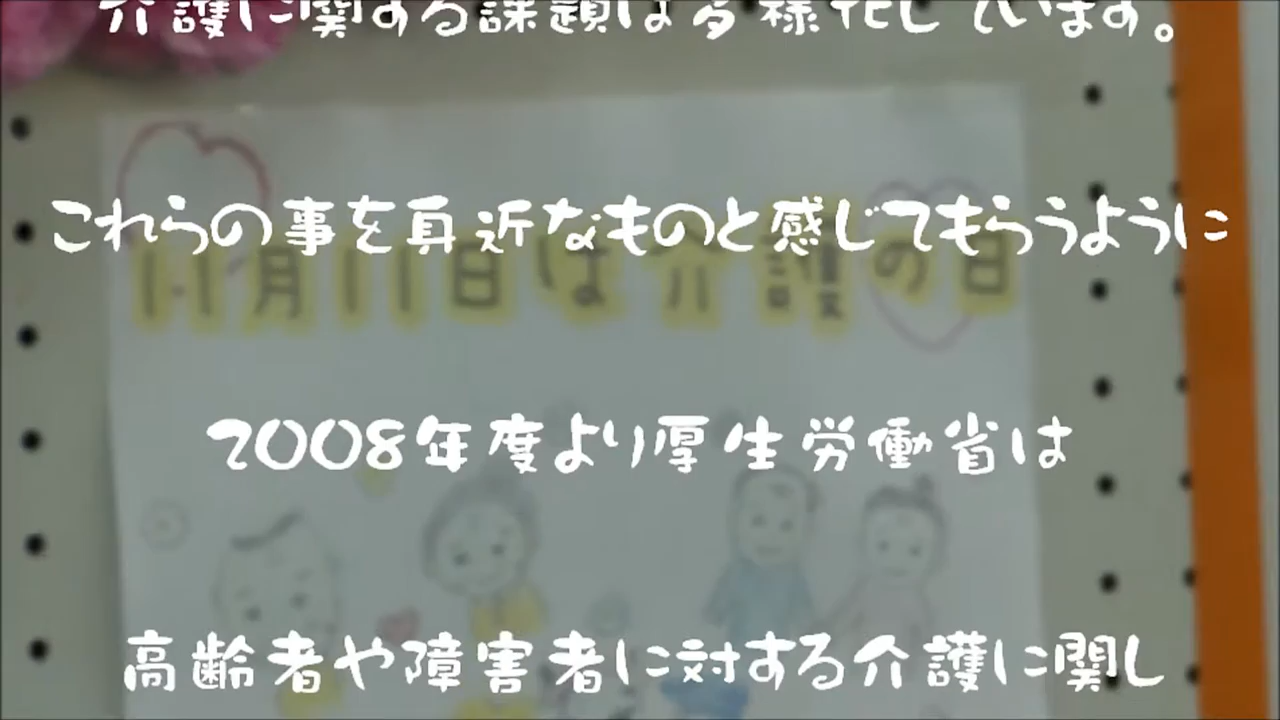 介護に関する課題は多様化しています。
これらの事を身近なものと感じてもらうように
11月11日は介護の日
2008年度より厚生労働省は
高齢者や障害者に対する介護に関し